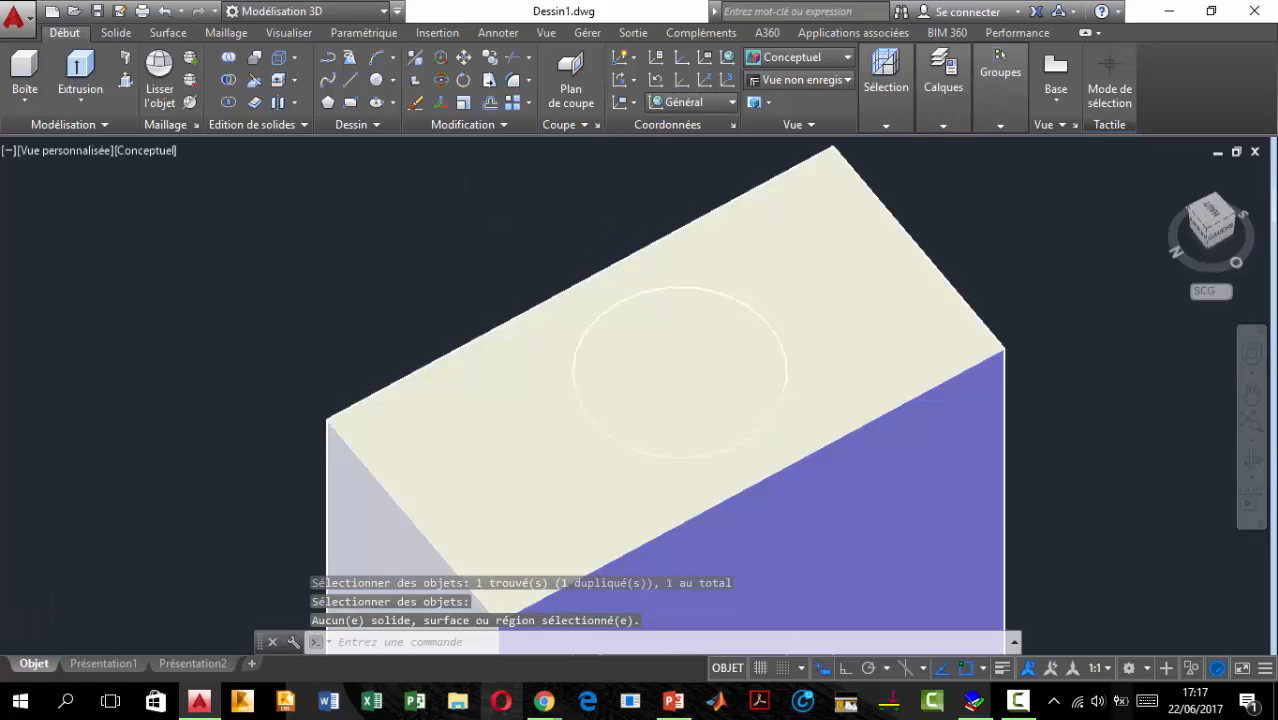 Modélisation 3D
Dessin1.dwg
Entrez mot-clé ou expression
Se connecter
Début Solide Surface Maillage Visualiser Paramétrique Insertion Annoter Vue Gérer Sortie Compléments A360 Applications associées BIM 360 Performance
Boîte
Extrusion
Lisser
l'objet
Plan
de coupe
Conceptuel
Vue non enregis
Général
Sélection
Calques
Groupes
Base
Mode de
sélection
Modélisation Maillage Edition de solides Dessin Modification Coupe Coordonnées Vue Vue Tactile
[−][Vue personnalisée][Conceptuel]
HAUT
GAUCHE
S
N
O
SCG
Sélectionner des objets: 1 trouvé(s) (1 dupliqué(s)), 1 au total
Sélectionner des objets:
Aucun(e) solide, surface ou région sélectionné(e).
Entrez une commande
Objet Présentation1 Présentation2 +
OBJET
1:1
17:17
22/06/2017